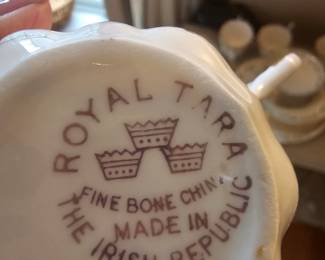 ROYAL TARA
FINE BONE CHINA
MADE IN
THE IRISH REPUBLIC